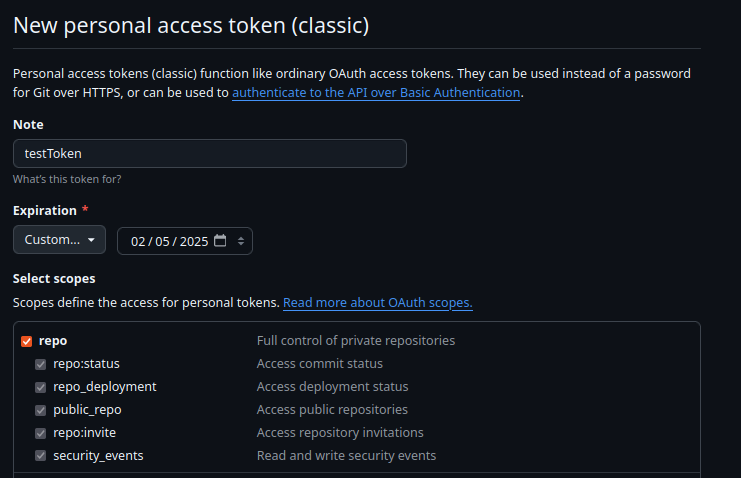 New personal access token (classic)
Personal access tokens (classic) function like ordinary OAuth access tokens. They can be used instead of a password
for Git over HTTPS, or can be used to authenticate to the API over Basic Authentication.
Note
testToken
What's this token for?
Expiration *
Custom... 02 / 05 / 2025
Select scopes
Scopes define the access for personal tokens. Read more about OAuth scopes.
repo Full control of private repositories
repo:status Access commit status
repo_deployment Access deployment status
public_repo Access public repositories
repo:invite Access repository invitations
security_events Read and write security events